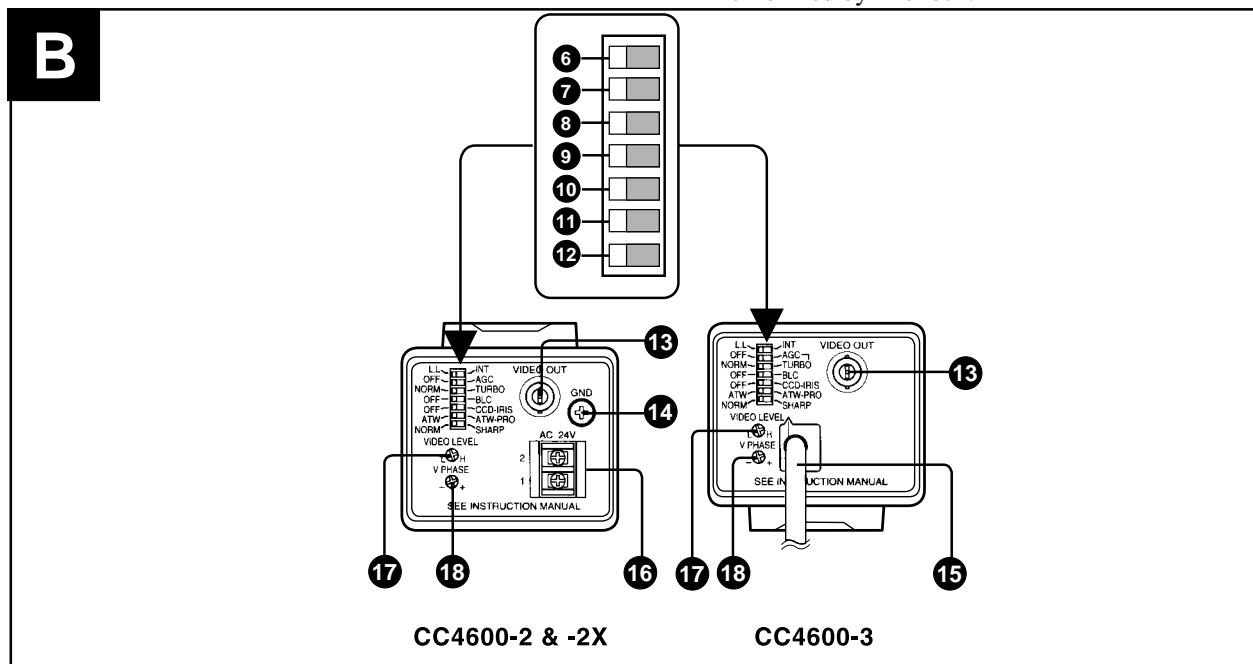 B
6
7
8
9
10
11
12
L.L INT
OFF AGC
NORM TURBO
OFF BLC
OFF CCD-IRIS
ATW ATW-PRO
NORM SHARP
VIDEO OUT
GND
AC 24V
2
1
VIDEO LEVEL
L H
V PHASE
− +
SEE INSTRUCTION MANUAL
13
14
17
18
16
CC4600-2 & -2X
L.L INT
OFF AGC
NORM TURBO
OFF BLC
OFF CCD-IRIS
ATW ATW-PRO
NORM SHARP
VIDEO OUT
VIDEO LEVEL
L H
V PHASE
− +
SEE INSTRUCTION MANUAL
13
17
18
15
CC4600-3